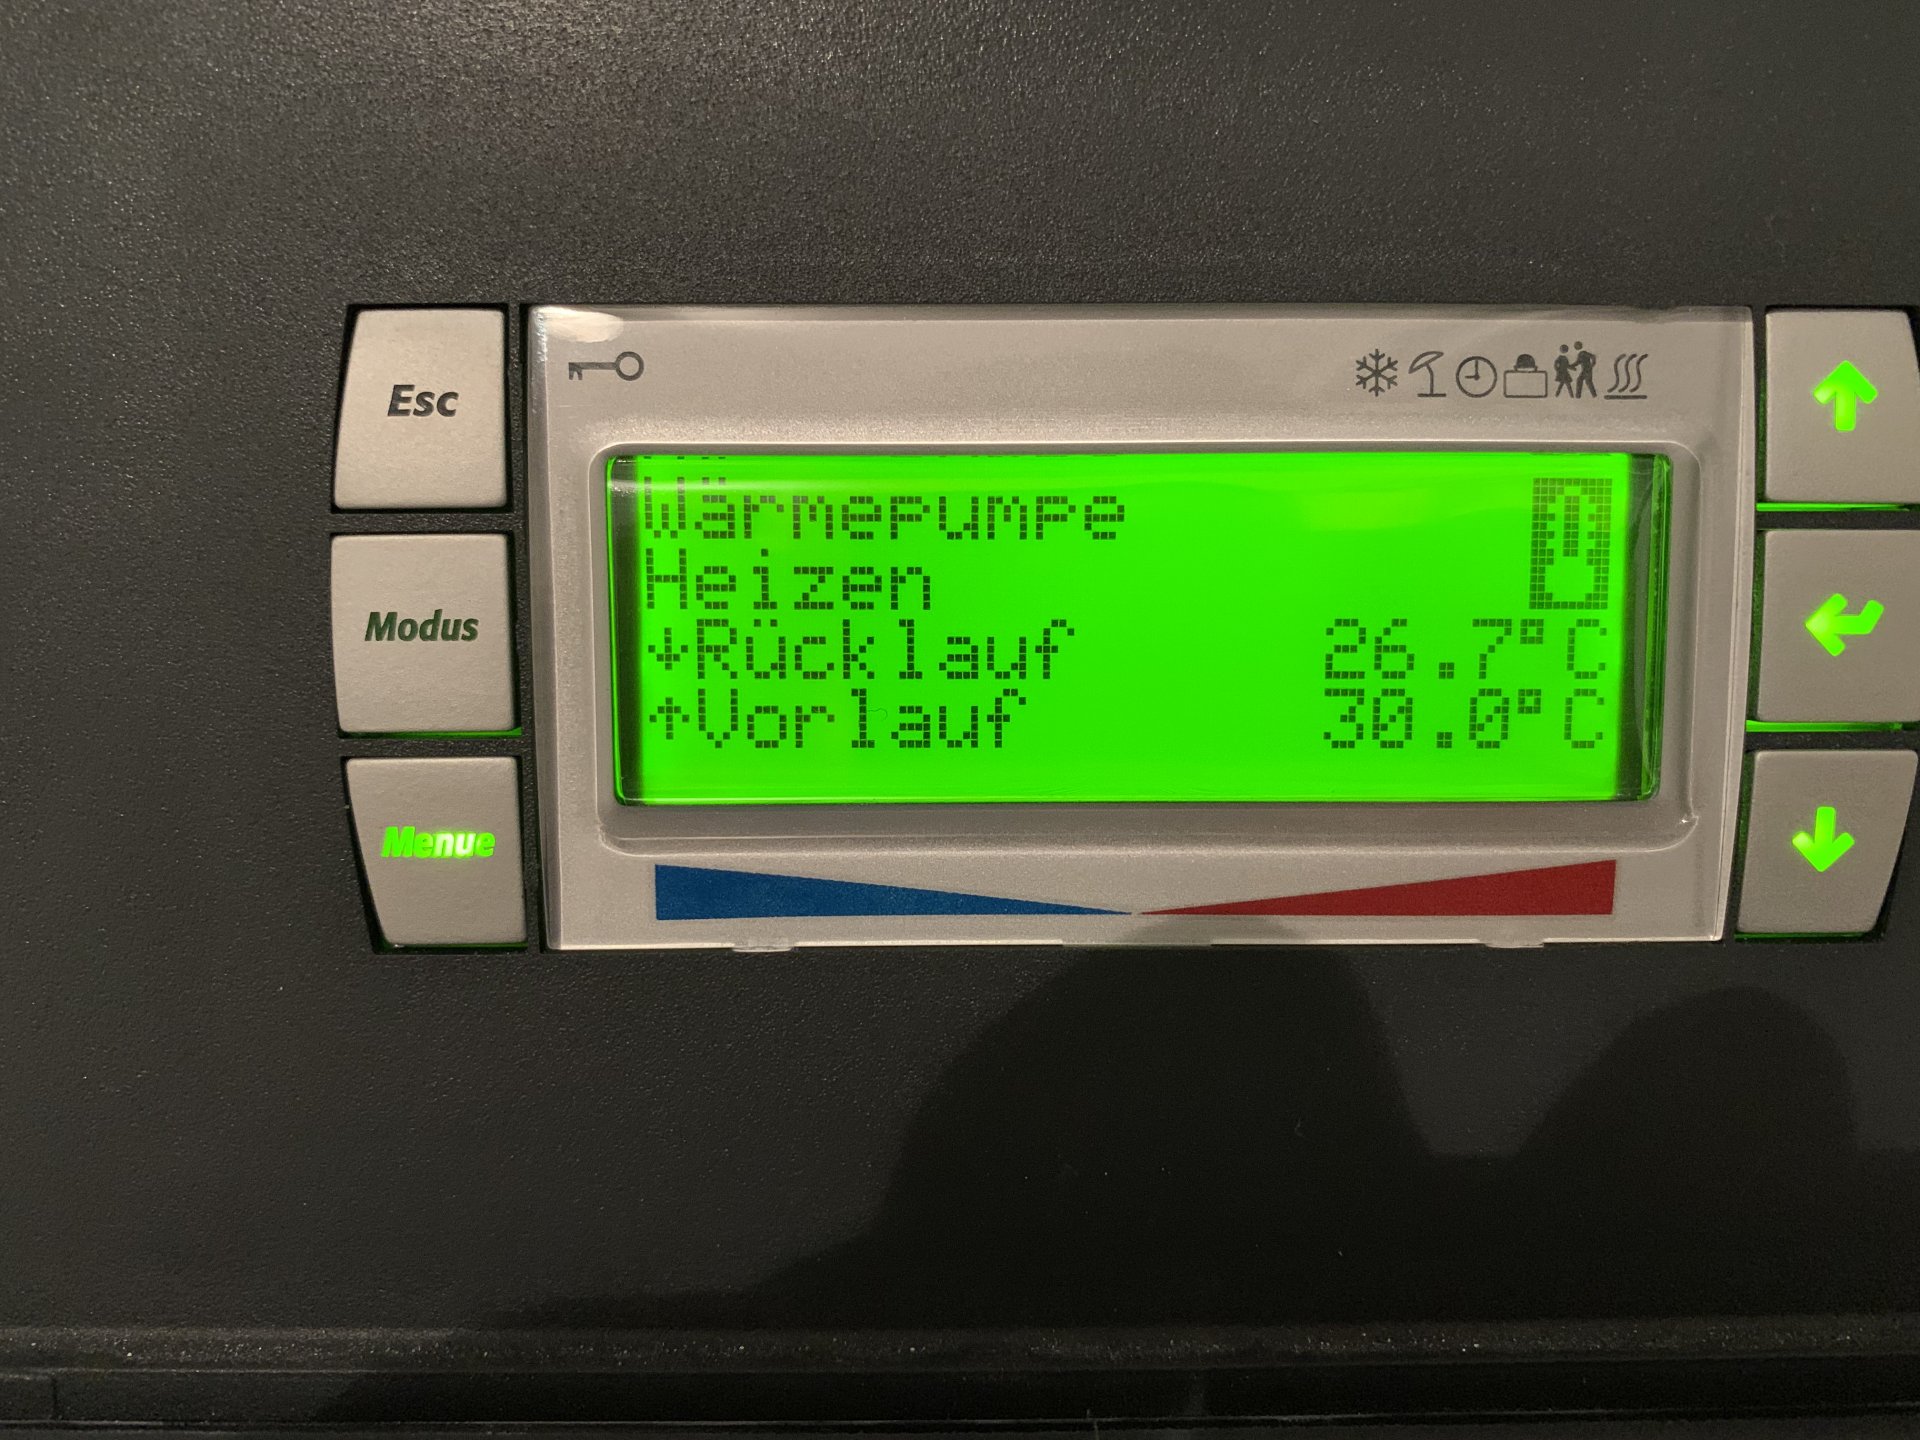 Esc
Modus
Menue
Wärmepumpe
Heizen
↓Rücklauf 26.7°C
↑Vorlauf 30.0°C